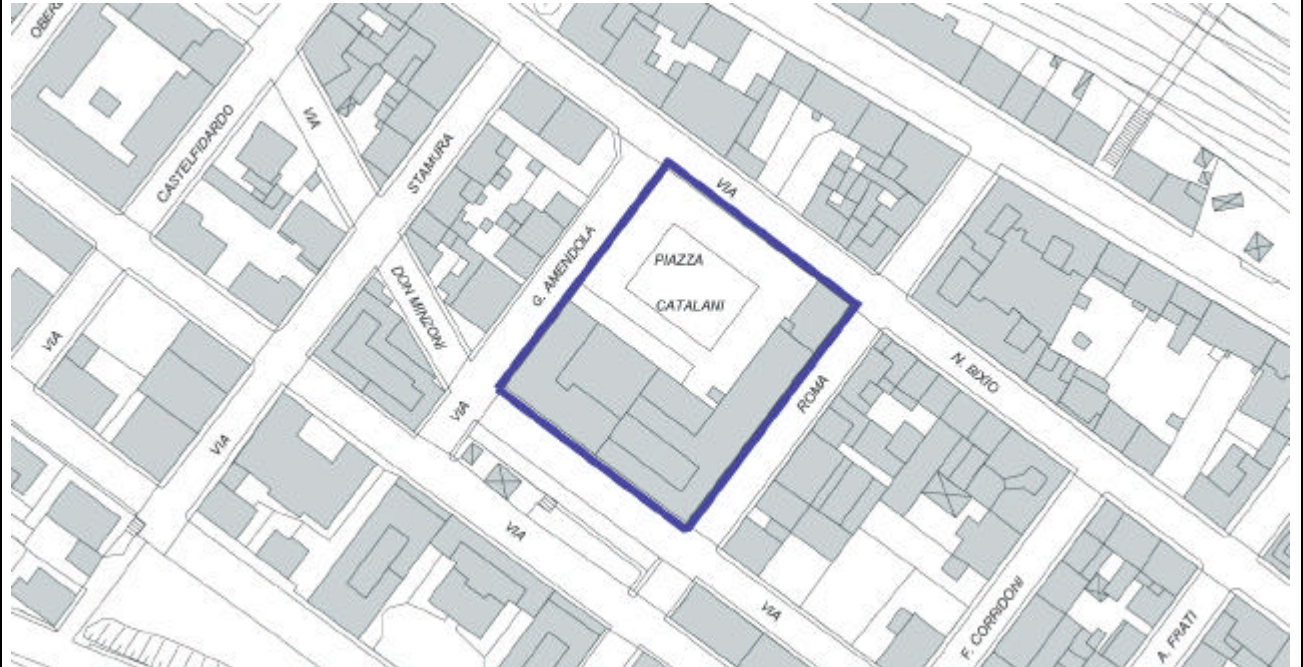 OBER
CASTELFIDARDO
VIA
STAMURA
VIA
G. AMENDOLA
PIAZZA
CATALANI
DON MINZONI
VIA
VIA
VIA
ROMA
N. BIXIO
VIA
VIA
F. CORRIDONI
A. FRATI